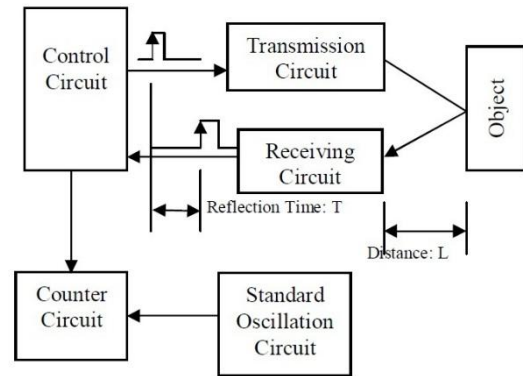 Control
Circuit
Transmission
Circuit
Object
Receiving
Circuit
Reflection Time: T
Distance: L
Counter
Circuit
Standard
Oscillation
Circuit